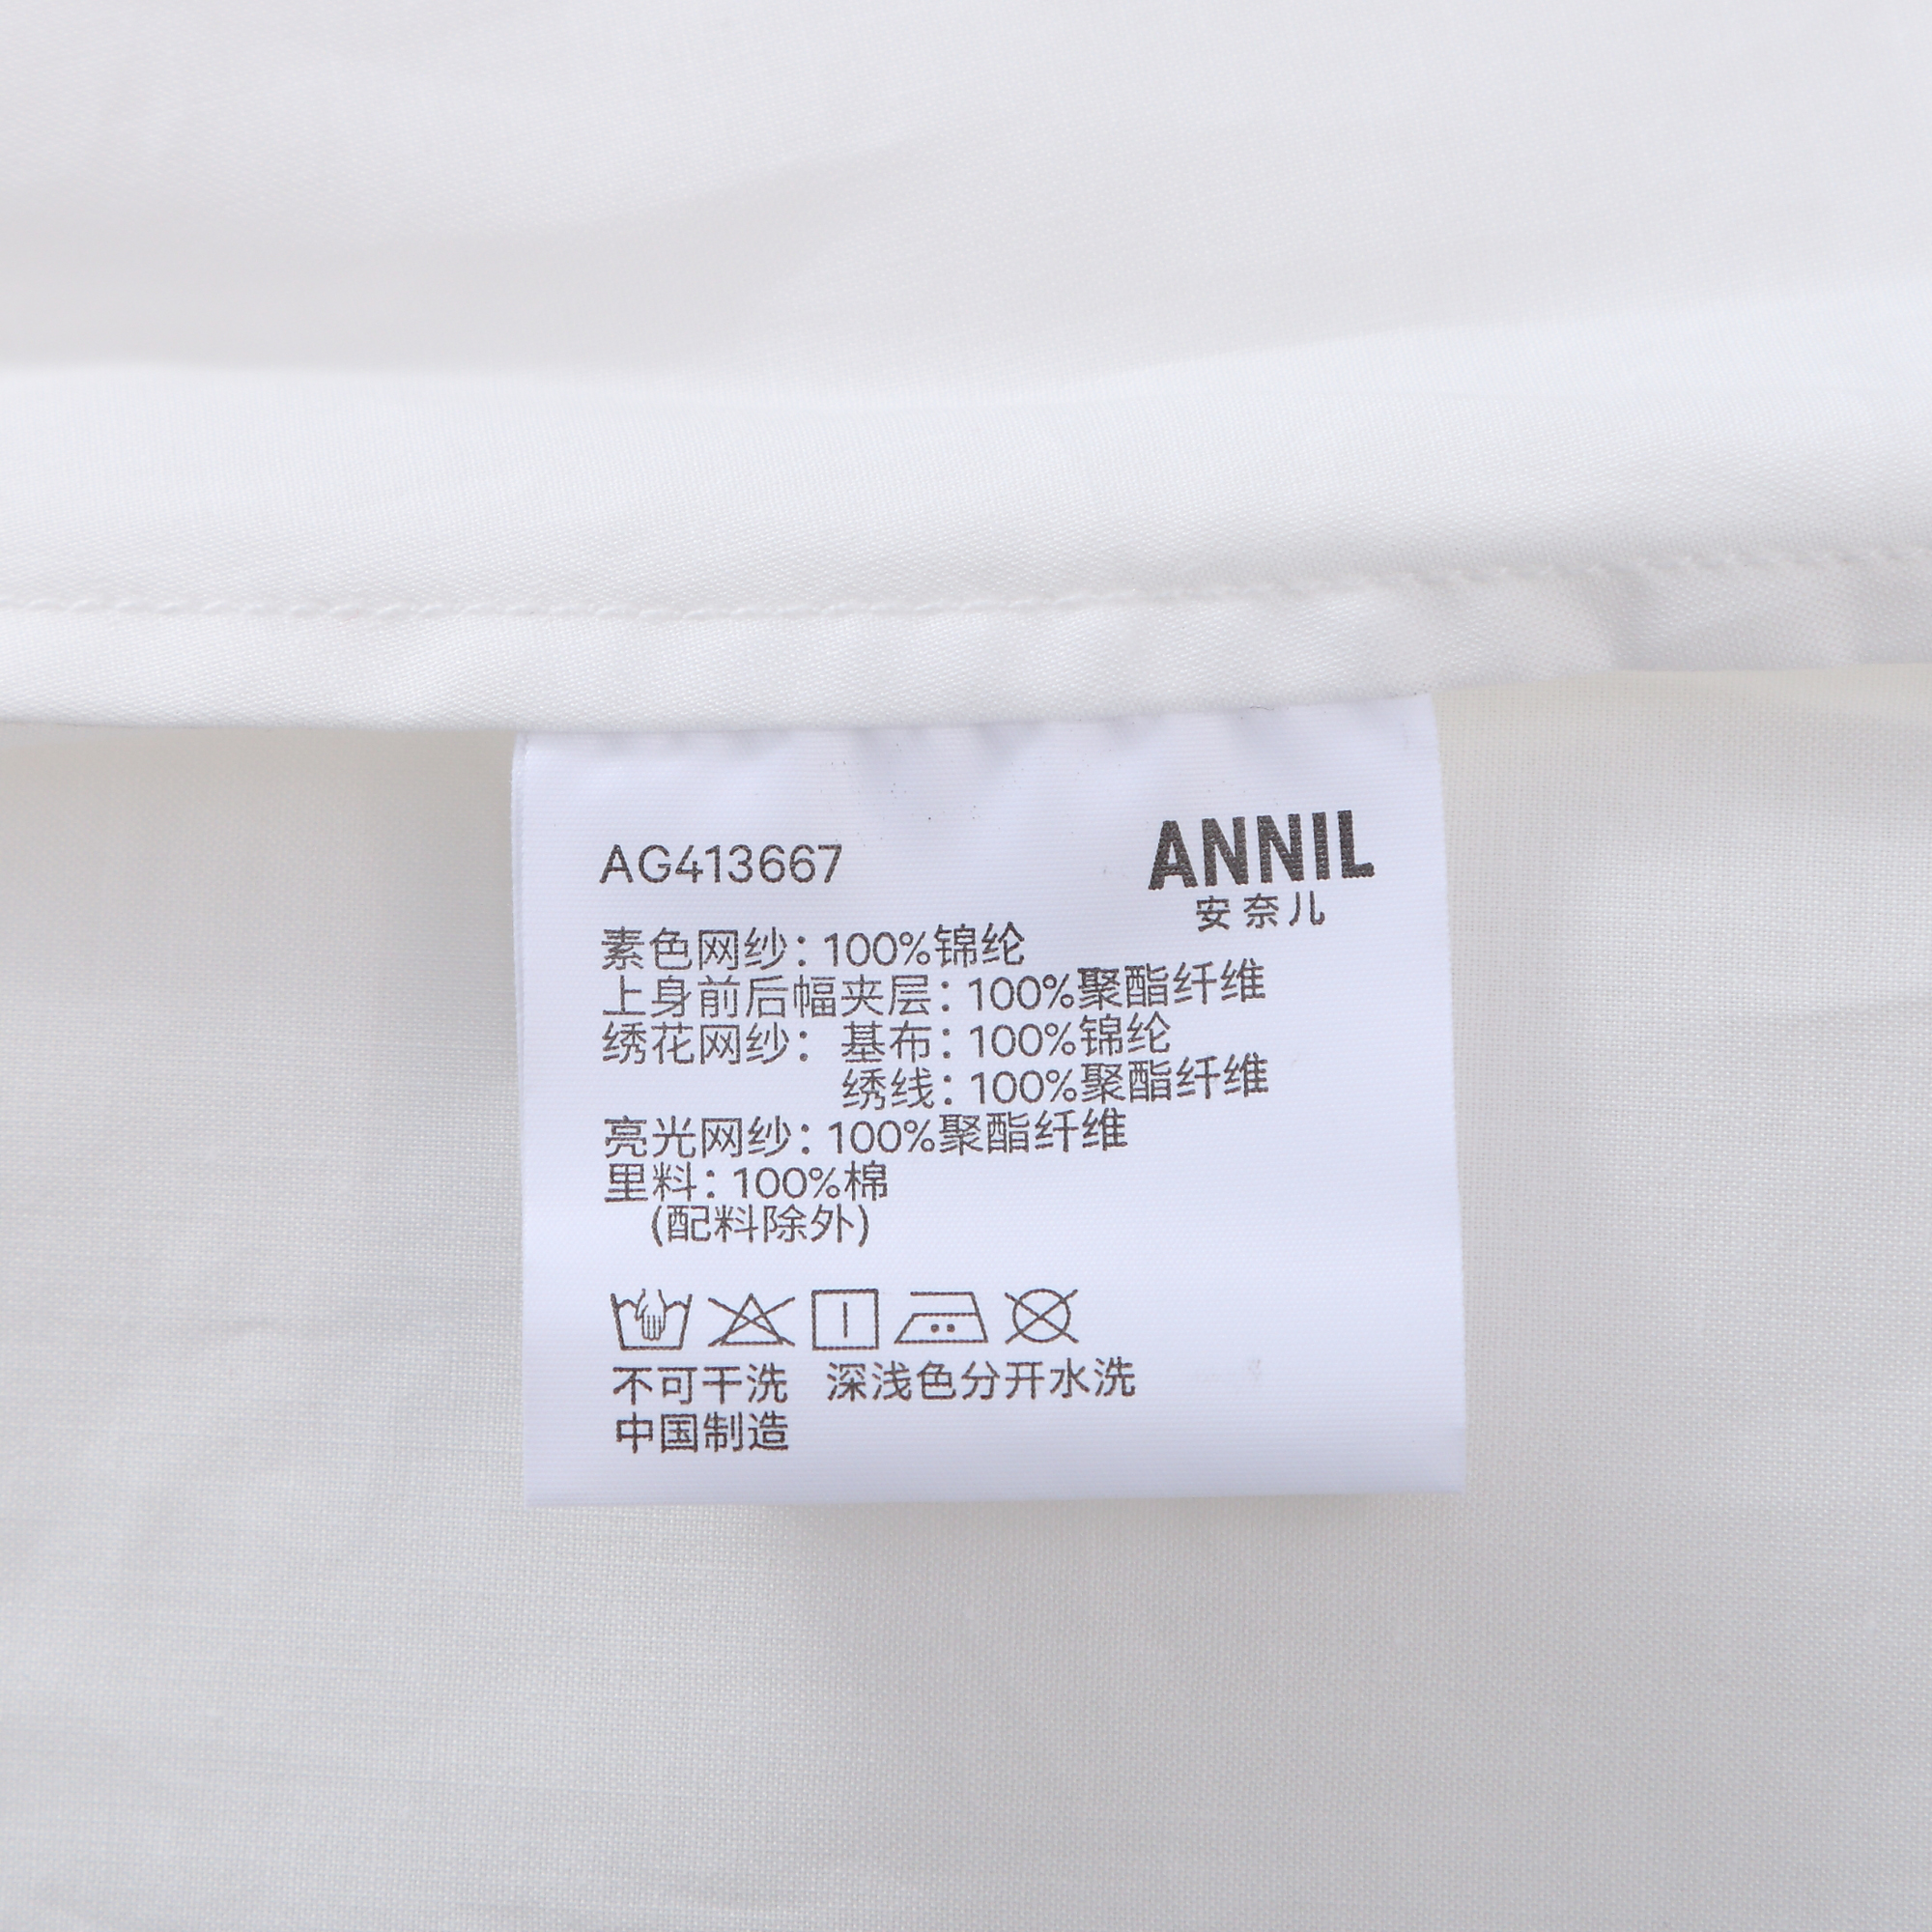 AG413667
ANNIL
安奈儿
素色网纱：100%锦纶
上身前后幅夹层：100%聚酯纤维
绣花网纱：基布：100%锦纶
绣线：100%聚酯纤维
亮光网纱：100%聚酯纤维
里料：100%棉
(配料除外)
不可干洗 深浅色分开水洗
中国制造